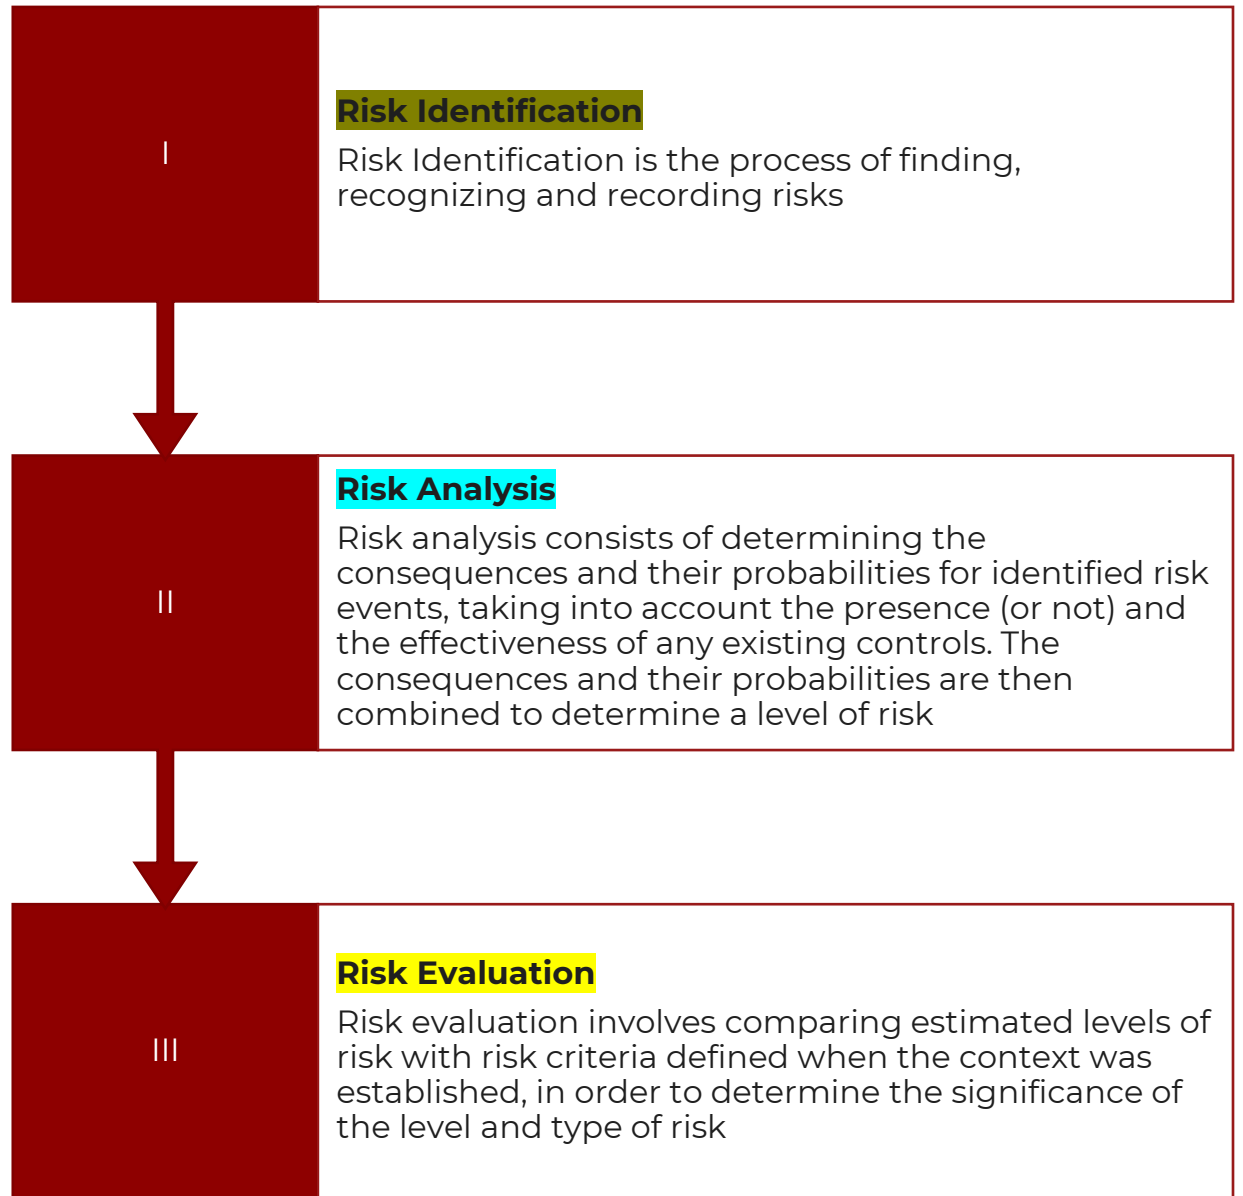 I
Risk Identification
Risk Identification is the process of finding,
recognizing and recording risks
II
Risk Analysis
Risk analysis consists of determining the
consequences and their probabilities for identified risk
events, taking into account the presence (or not) and
the effectiveness of any existing controls. The
consequences and their probabilities are then
combined to determine a level of risk
III
Risk Evaluation
Risk evaluation involves comparing estimated levels of
risk with risk criteria defined when the context was
established, in order to determine the significance of
the level and type of risk